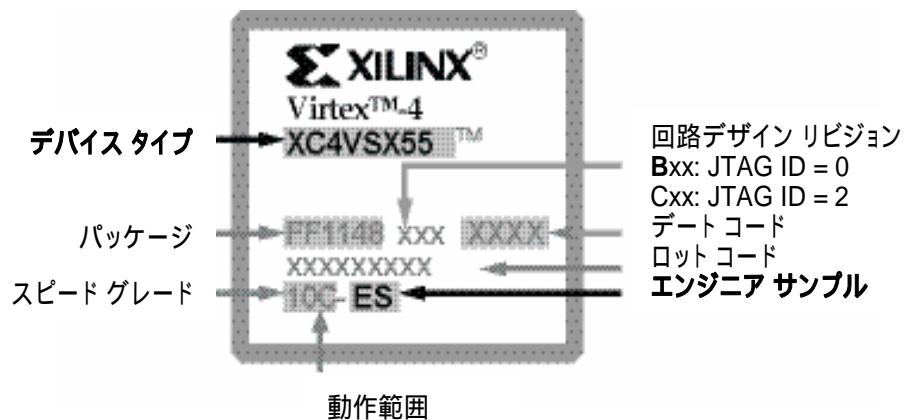 XILINX®
Virtex™-4
デバイス タイプ
XC4VSX55™
回路デザイン リビジョン
Bxx: JTAG ID = 0
Cxx: JTAG ID = 2
デート コード
ロット コード
エンジニア サンプル
パッケージ
FF1148 xxx XXXX
XXXXXXXXX
スピード グレード
10C- ES
動作範囲